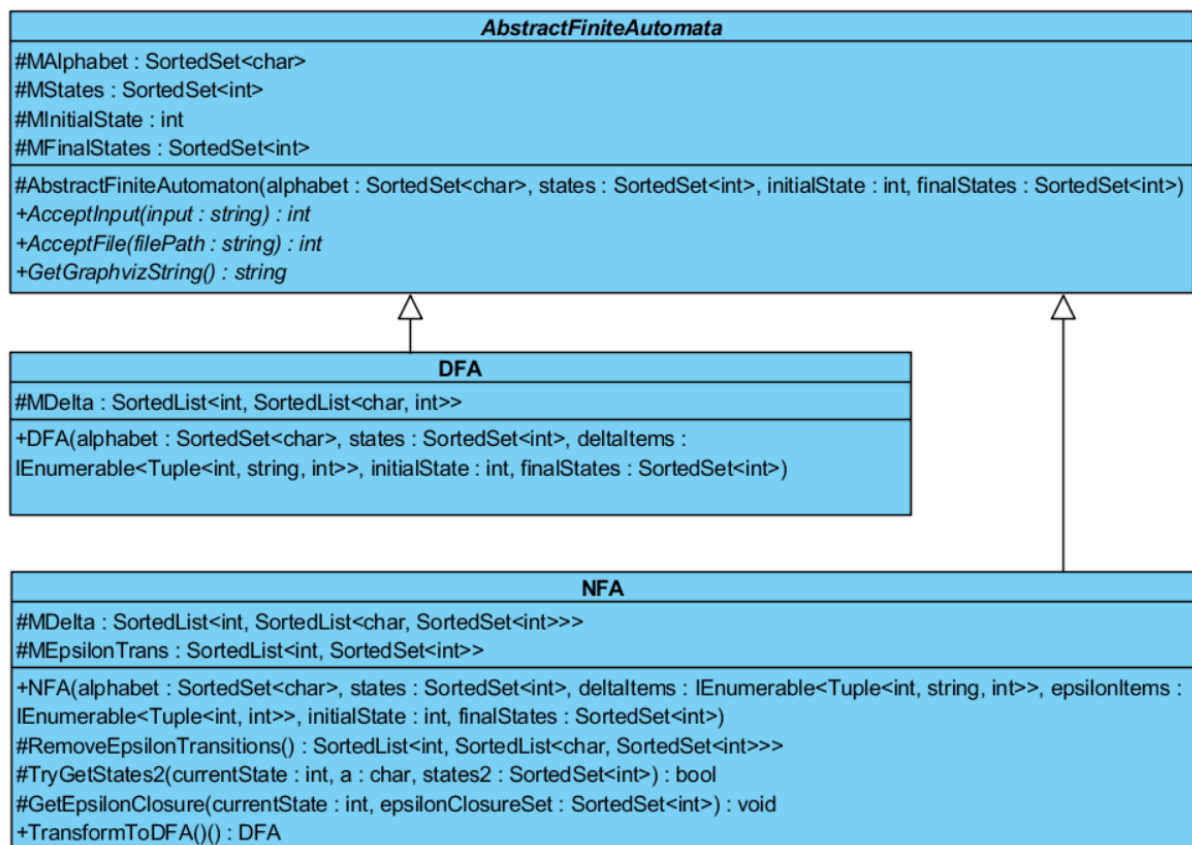 AbstractFiniteAutomata
#MAlphabet : SortedSet<char>
#MStates : SortedSet<int>
#MInitialState : int
#MFinalStates : SortedSet<int>
#AbstractFiniteAutomaton(alphabet : SortedSet<char>, states : SortedSet<int>, initialState : int, finalStates : SortedSet<int>)
+AcceptInput(input : string) : int
+AcceptFile(filePath : string) : int
+GetGraphvizString() : string
DFA
#MDelta : SortedList<int, SortedList<char, int>>
+DFA(alphabet : SortedSet<char>, states : SortedSet<int>, deltaItems :
IEnumerable<Tuple<int, string, int>>, initialState : int, finalStates : SortedSet<int>)
NFA
#MDelta : SortedList<int, SortedList<char, SortedSet<int>>>
#MEpsilonTrans : SortedList<int, SortedSet<int>>
+NFA(alphabet : SortedSet<char>, states : SortedSet<int>, deltaItems : IEnumerable<Tuple<int, string, int>>, epsilonItems :
IEnumerable<Tuple<int, int>>, initialState : int, finalStates : SortedSet<int>)
#RemoveEpsilonTransitions() : SortedList<int, SortedList<char, SortedSet<int>>>
#TryGetStates2(currentState : int, a : char, states2 : SortedSet<int>) : bool
#GetEpsilonClosure(currentState : int, epsilonClosureSet : SortedSet<int>) : void
+TransformToDFA()() : DFA